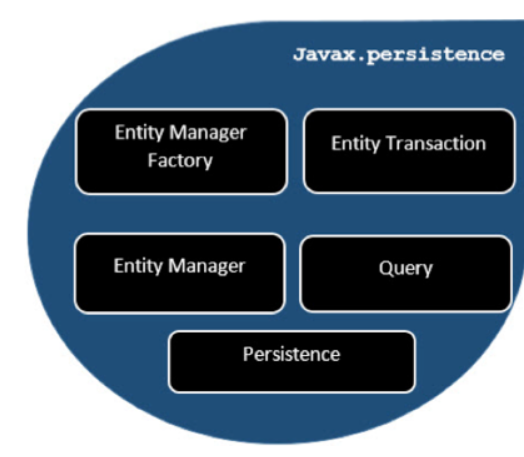 Javax.persistence
Entity Manager
Factory
Entity Transaction
Entity Manager
Query
Persistence